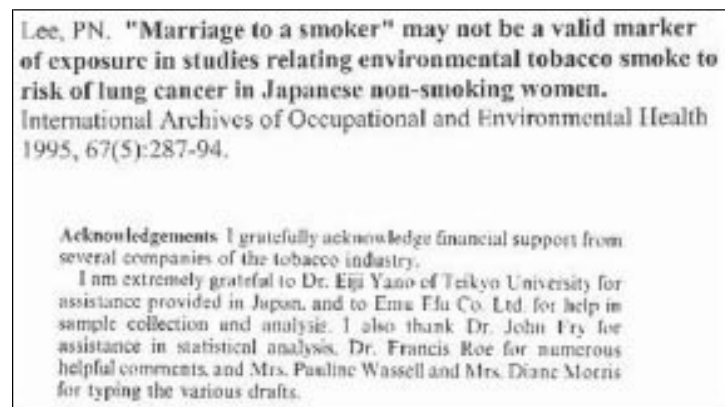 Lee, PN. "Marriage to a smoker" may not be a valid marker
of exposure in studies relating environmental tobacco smoke to
risk of lung cancer in Japanese non-smoking women.
International Archives of Occupational and Environmental Health
1995, 67(5):287-94.
Acknowledgements I gratefully acknowledge financial support from
several companies of the tobacco industry.
I am extremely grateful to Dr. Eiji Yano of Teikyo University for
assistance provided in Japan, and to Emu Efu Co. Ltd. for help in
sample collection and analysis. I also thank Dr. John Fry for
assistance in statistical analysis, Dr. Francis Roe for numerous
helpful comments, and Mrs. Pauline Wassell and Mrs. Diane Morris
for typing the various drafts.